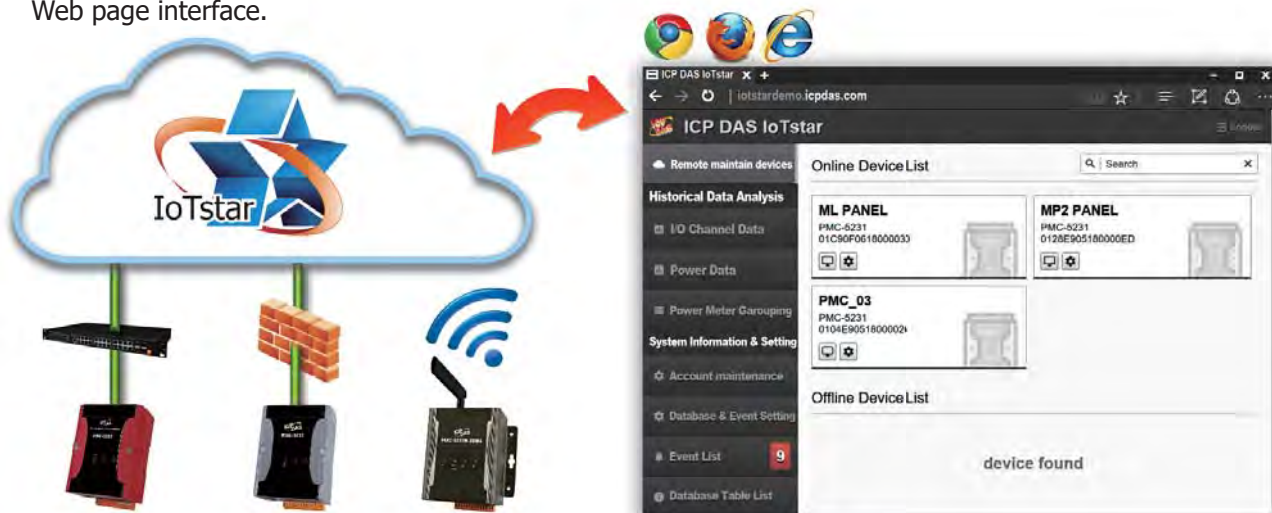 Web page interface.
IoTstar
ICP DAS IoTstar
iotstardemo.icpdas.com
ICP DAS IoTstar
Remote maintain devices
Online Device List
Search
Historical Data Analysis
I/O Channel Data
Power Data
Power Meter Garouping
System Information & Setting
Account maintenance
Database & Event Setting
Event List
9
Database Table List
ML PANEL
PMC-5231
MP2 PANEL
PMC-5231
0128E905180000ED
PMC_03
PMC-5231
Offline Device List
device found